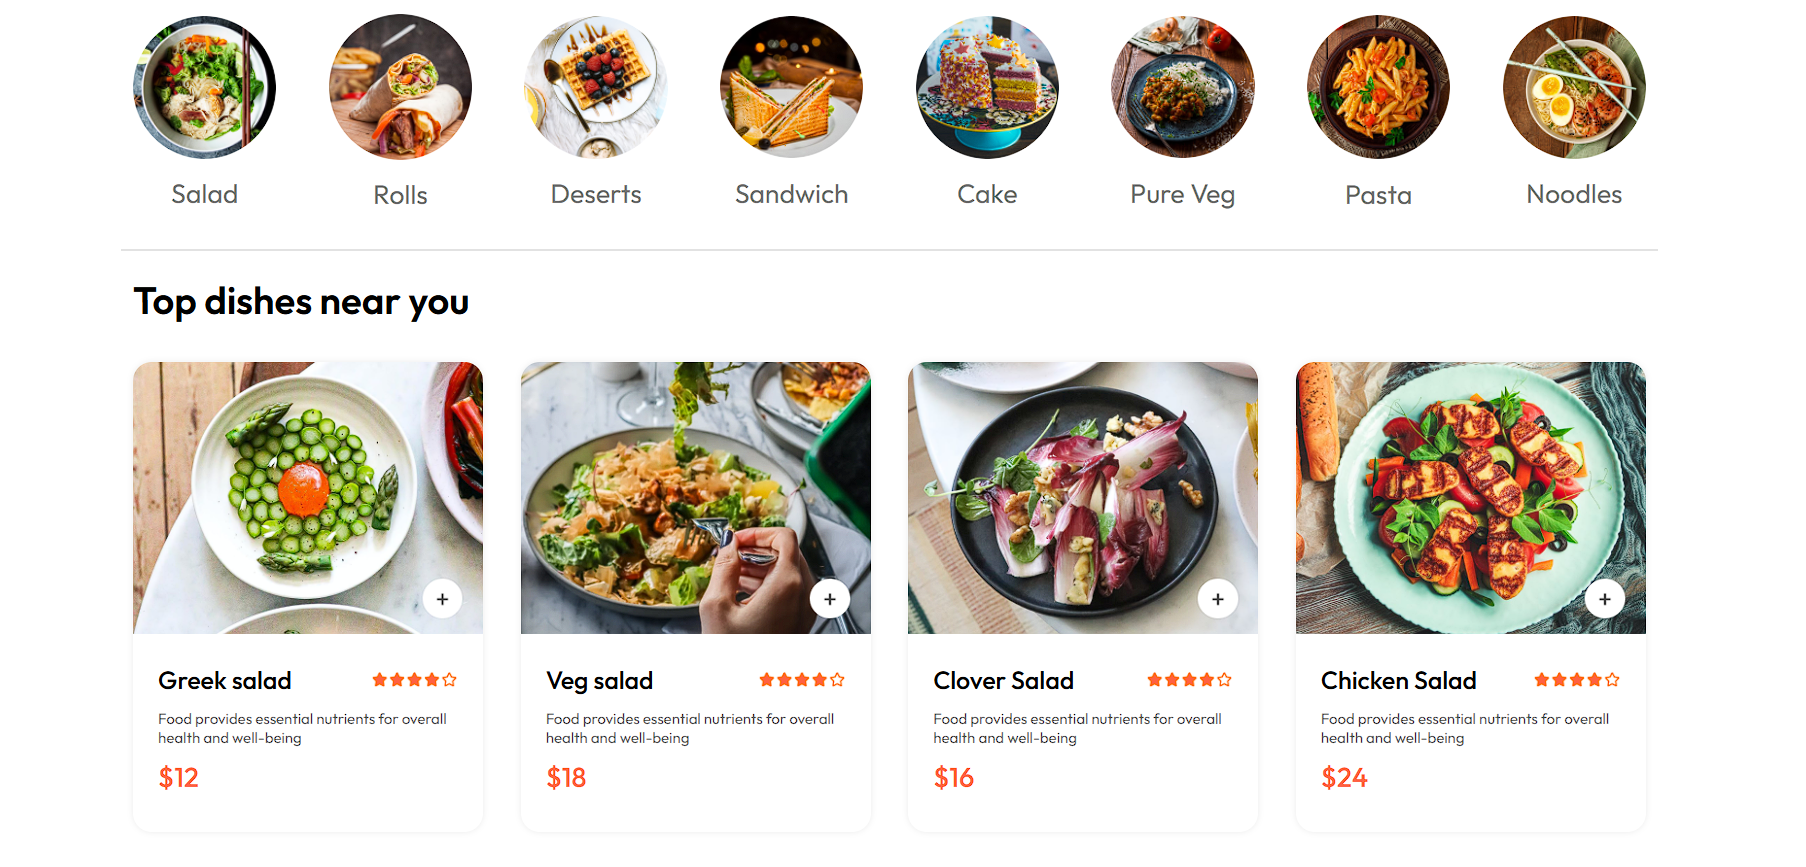 Salad
Rolls
Deserts
Sandwich
Cake
Pure Veg
Pasta
Noodles
Top dishes near you
Greek salad
Food provides essential nutrients for overall
health and well-being
$12
Veg salad
Food provides essential nutrients for overall
health and well-being
$18
Clover Salad
Food provides essential nutrients for overall
health and well-being
$16
Chicken Salad
Food provides essential nutrients for overall
health and well-being
$24